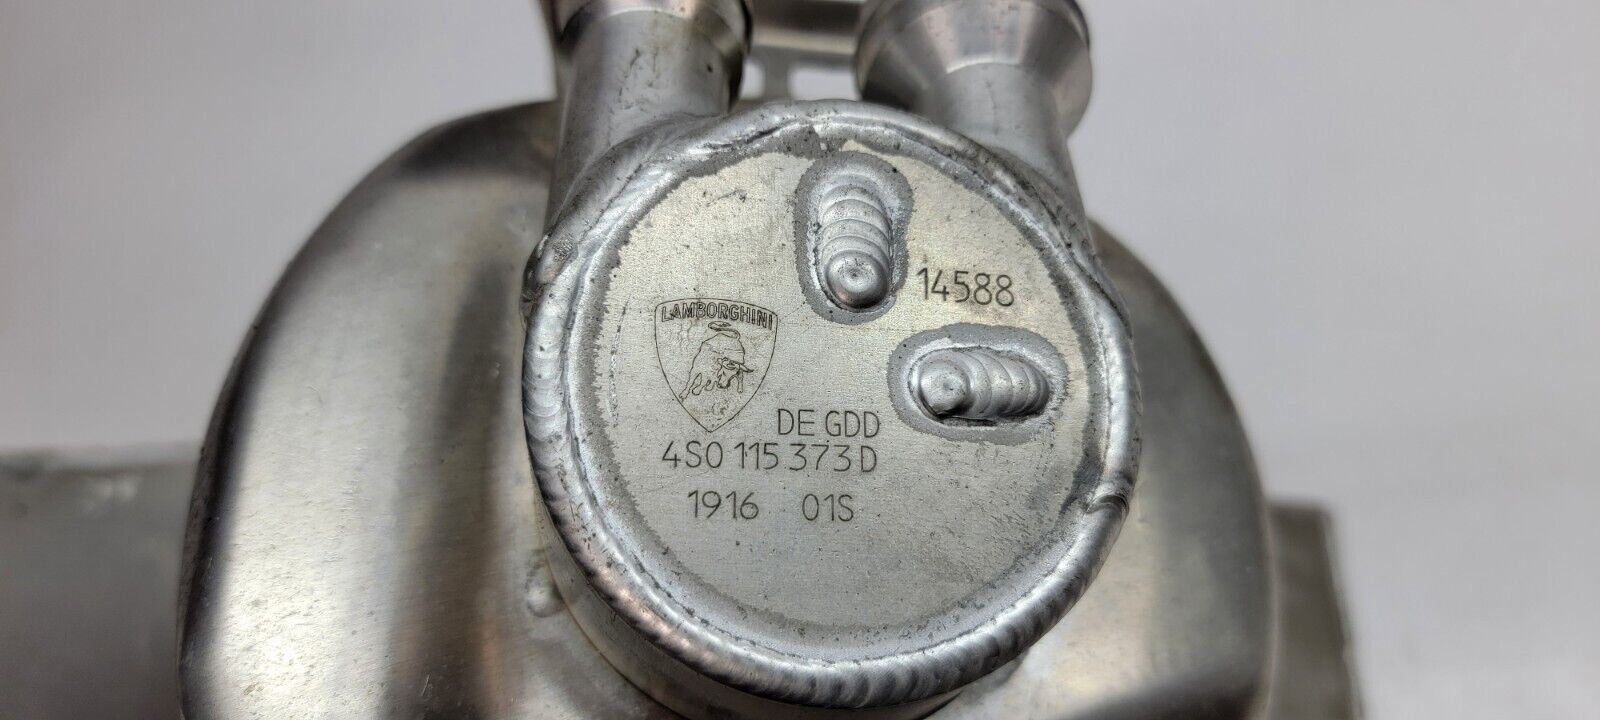 14588
LAMBORGHINI
DE GDD
4S0 115 373 D
1916 01S